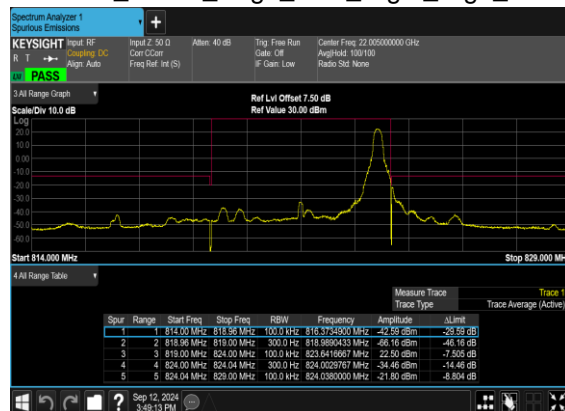 Spectrum Analyzer 1
Spurious Emissions
KEYSIGHT Input: RF Input Z: 50 Ω Atten: 40 dB Trig: Free Run Center Freq: 22.005000000 GHz
R T Coupling: DC Corr CCorr Gate: Off Avg|Hold: 100/100
Align: Auto Freq Ref: Int (S) IF Gain: Low Radio Std: None
LW PASS
3 All Range Graph Ref Lvl Offset 7.50 dB
Scale/Div 10.0 dB Ref Value 30.00 dBm
Log
20.0
10.0
0.00
-10.0
-20.0
-30.0
-40.0
-50.0
-60.0
Start 814.000 MHz Stop 829.000 MH
4 All Range Table
Measure Trace Trace 1
Trace Type Trace Average (Active)
Spur Range Start Freq Stop Freq RBW Frequency Amplitude ΔLimit
1 1 814.00 MHz 818.96 MHz 100.0 kHz 816.3734900 MHz -42.59 dBm -29.59 dB
2 2 818.96 MHz 819.00 MHz 300.0 Hz 818.9890433 MHz -66.16 dBm -46.16 dB
3 3 819.00 MHz 824.00 MHz 100.0 kHz 823.6416667 MHz 22.50 dBm -7.505 dB
4 4 824.00 MHz 824.04 MHz 300.0 Hz 824.0029767 MHz -34.46 dBm -14.46 dB
5 5 824.04 MHz 829.00 MHz 100.0 kHz 824.0380000 MHz -21.80 dBm -8.804 dB
Sep 12, 2024
3:49:13 PM